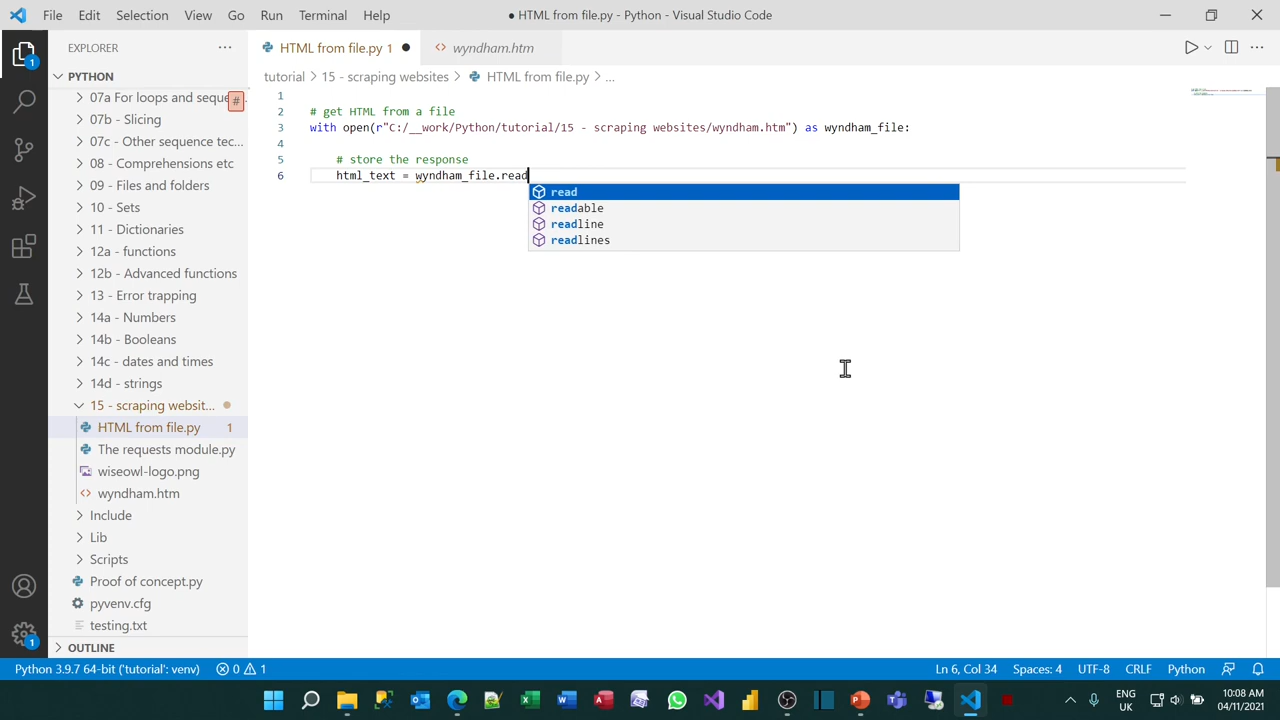 File Edit Selection View Go Run Terminal Help
● HTML from file.py - Python - Visual Studio Code
EXPLORER
HTML from file.py 1
wyndham.htm
PYTHON
tutorial > 15 - scraping websites > HTML from file.py > ...
07a For loops and seque...
#
07b - Slicing
07c - Other sequence tec...
08 - Comprehensions etc
09 - Files and folders
10 - Sets
11 - Dictionaries
12a - functions
12b - Advanced functions
13 - Error trapping
14a - Numbers
14b - Booleans
14c - dates and times
14d - strings
15 - scraping websit...
HTML from file.py 1
The requests module.py
wiseowl-logo.png
wyndham.htm
Include
Lib
Scripts
Proof of concept.py
pyvenv.cfg
testing.txt
OUTLINE
1
2 # get HTML from a file
3 with open(r"C:/__work/Python/tutorial/15 - scraping websites/wyndham.htm") as wyndham_file:
4
5 # store the response
6 html_text = wyndham_file.read
read
readable
readline
readlines
1
1
Python 3.9.7 64-bit ('tutorial': venv) 0 1
Ln 6, Col 34 Spaces: 4 UTF-8 CRLF Python
ENG
UK
10:08 AM
04/11/2021